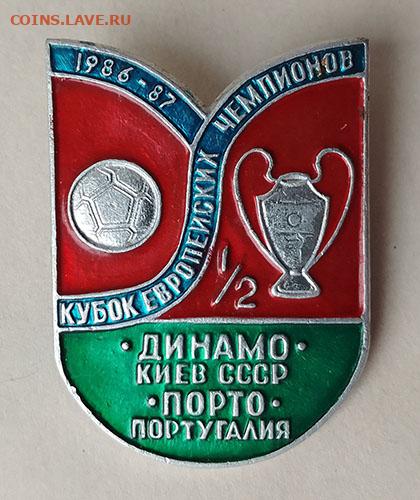 COINS.LAVE.RU
1986-87
КУБОК ЕВРОПЕЙСКИХ ЧЕМПИОНОВ
1/2
· ДИНАМО ·
КИЕВ СССР
· ПОРТО ·
ПОРТУГАЛИЯ